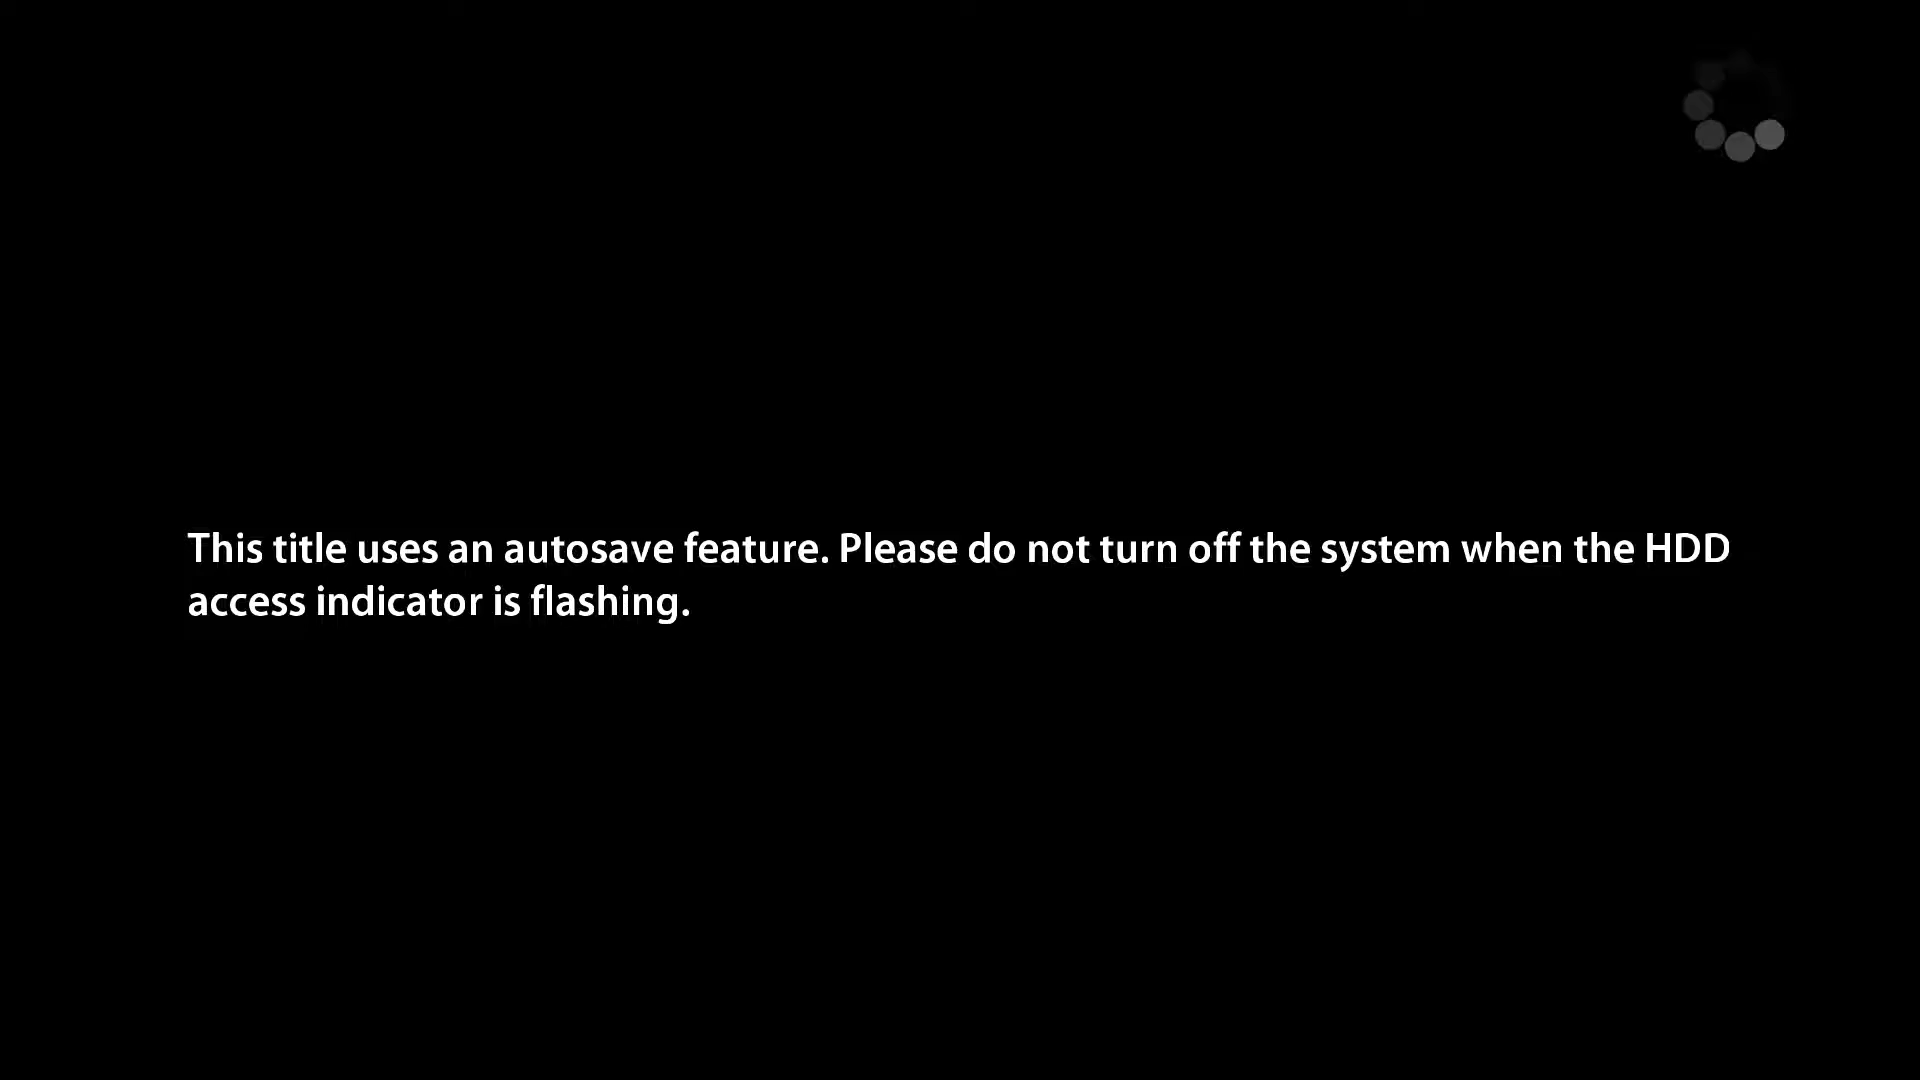 This title uses an autosave feature. Please do not turn off the system when the HDD
access indicator is flashing.